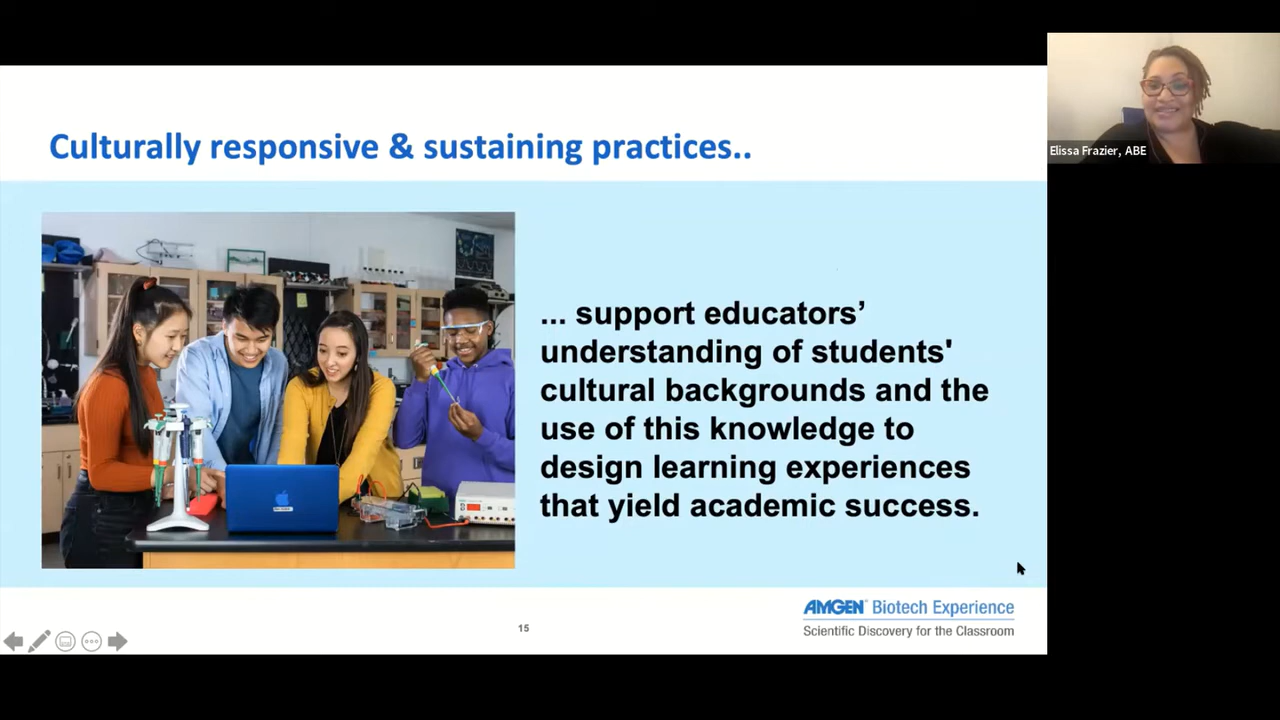 Culturally responsive & sustaining practices..
... support educators’
understanding of students'
cultural backgrounds and the
use of this knowledge to
design learning experiences
that yield academic success.
15
AMGEN Biotech Experience
Scientific Discovery for the Classroom
Elissa Frazier, ABE